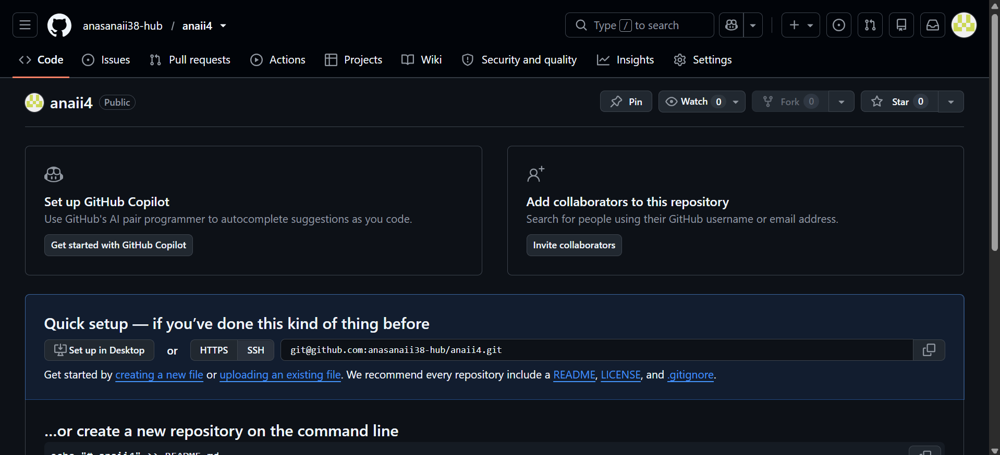 anasanaii38-hub / anaii4
Type / to search
Code Issues Pull requests Actions Projects Wiki Security and quality Insights Settings
anaii4 Public
Pin Watch 0 Fork 0 Star 0
Set up GitHub Copilot
Use GitHub's AI pair programmer to autocomplete suggestions as you code.
Get started with GitHub Copilot
Add collaborators to this repository
Search for people using their GitHub username or email address.
Invite collaborators
Quick setup — if you’ve done this kind of thing before
Set up in Desktop or HTTPS SSH git@github.com:anasanaii38-hub/anaii4.git
Get started by creating a new file or uploading an existing file. We recommend every repository include a README, LICENSE, and .gitignore.
…or create a new repository on the command line
echo "# anaii4" >> README.md